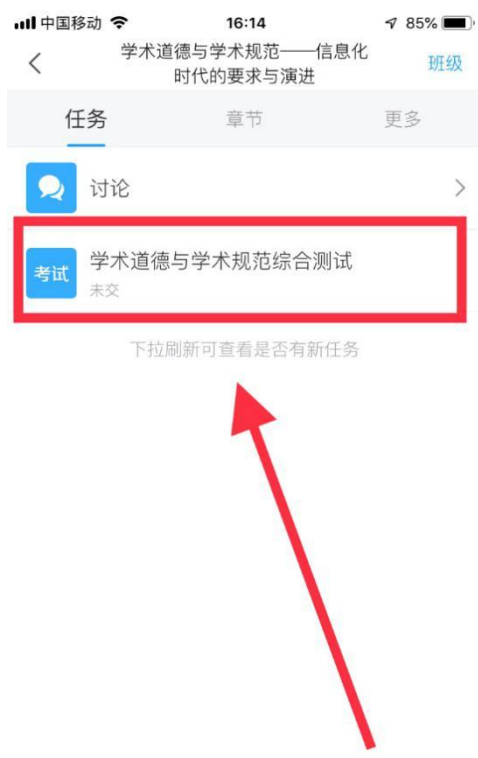 中国移动 16:14 85%
学术道德与学术规范——信息化
时代的要求与演进
班级
任务 章节 更多
讨论
考试
学术道德与学术规范综合测试
未交
下拉刷新可查看是否有新任务